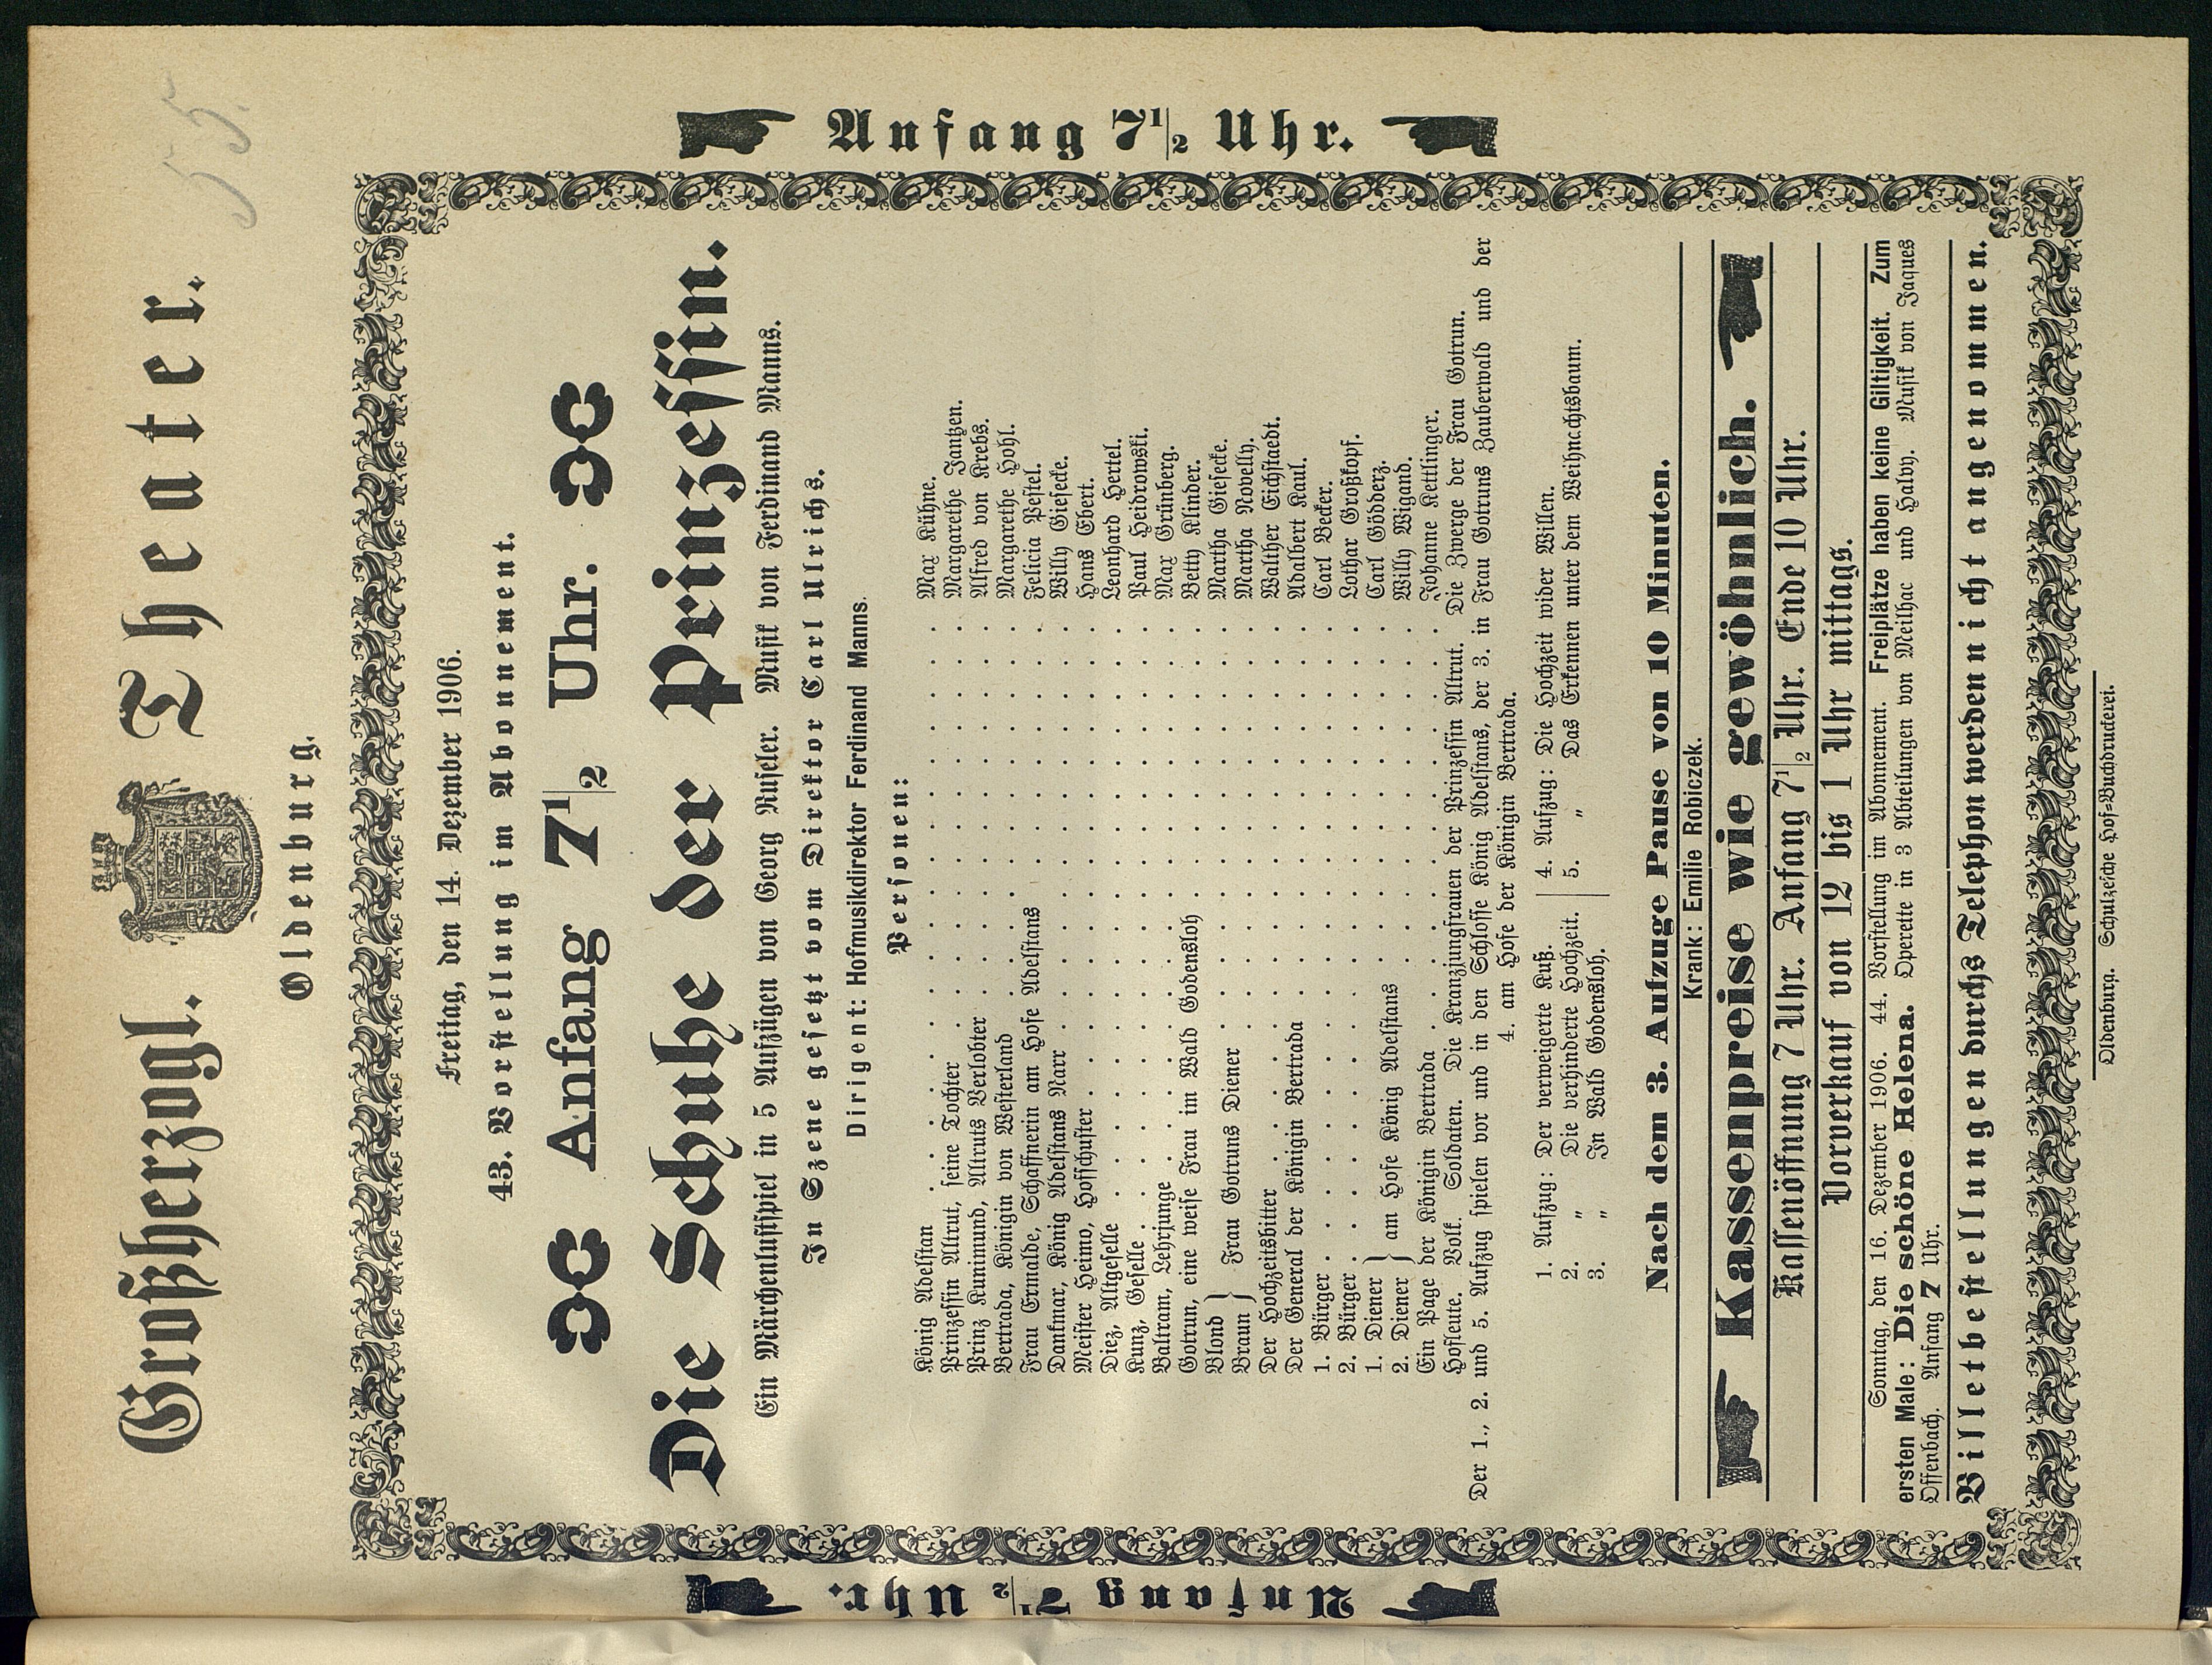 55.
Großherzogl. Theater.
Oldenburg.
Anfang 7 1/2 Uhr.
Anfang 7 1/2 Uhr.
Freitag, den 14. Dezember 1906.
43. Vorstellung im Abonnement.
Anfang 7 1/2 Uhr.
Die Schuhe der Prinzessin.
Ein Märchenlustspiel in 5 Aufzügen von Georg Ruseler. Musik von Ferdinand Manns.
In Szene gesetzt vom Direktor Carl Ulrichs.
Dirigent: Hofmusikdirektor Ferdinand Manns.
Personen:
König Adelstan . . . Max Kühne.
Prinzessin Altrut, seine Tochter . . . Margarethe Jantzen.
Prinz Kunimund, Altruts Verlobter . . . Alfred von Krebs.
Bertrada, Königin von Westerland . . . Margarethe Hohl.
Frau Ermalde, Schaffnerin am Hofe Adelstans . . . Felicia Pestel.
Dankmar, König Adelstans Narr . . . Willy Giesecke.
Meister Heimo, Hofschuster . . . Hans Ebert.
Diez, Altgeselle . . . Leonhard Hertel.
Kunz, Geselle . . . Paul Heidrowski.
Baltram, Lehrjunge . . . Max Grünberg.
Gotrun, eine weise Frau im Wald Godensloh . . . Betty Klinder.
Blond } Frau Gotruns Diener . . . Martha Giesecke.
Braun } . . . Martha Novelly.
Der Hochzeitsbitter . . . Walther Eichstaedt.
Der General der Königin Bertrada . . . Adalbert Kaul.
1. Bürger . . . Carl Becker.
2. Bürger . . . Lothar Großkopf.
1. Diener } am Hofe König Adelstans . . . Carl Gödderz.
2. Diener } . . . Willy Wigand.
Ein Page der Königin Bertrada . . . Johanne Kettlinger.
Hofleute. Volk. Soldaten. Die Kranzjungfrauen der Prinzessin Altrut. Die Zwerge der Frau Gotrun.
Der 1., 2. und 5. Aufzug spielen vor und in den Schlosse König Adelstans, der 3. in Frau Gotruns Zauberwald und der
4. am Hofe der Königin Bertrada.
1. Aufzug: Der verweigerte Kuß.
2. „ Die verhinderte Hochzeit.
3. „ In Wald Godensloh.
4. Aufzug: Die Hochzeit wider Willen.
5. „ Das Erkennen unter dem Weihnachtsbaum.
Nach dem 3. Aufzuge Pause von 10 Minuten.
Krank: Emilie Robiczek.
Kassenpreise wie gewöhnlich.
Kassenöffnung 7 Uhr. Anfang 7 1/2 Uhr. Ende 10 Uhr.
Vorverkauf von 12 bis 1 Uhr mittags.
Sonntag, den 16. Dezember 1906. 44. Vorstellung im Abonnement. Freiplätze haben keine Giltigkeit. Zum
ersten Male: Die schöne Helena. Operette in 3 Abteilungen von Meilhac und Halvy. Musik von Jaques
Offenbach. Anfang 7 Uhr.
Billetbestellungen durchs Telephon werden nicht angenommen.
Oldenburg. Schulzesche Hof-Buchdruckerei.